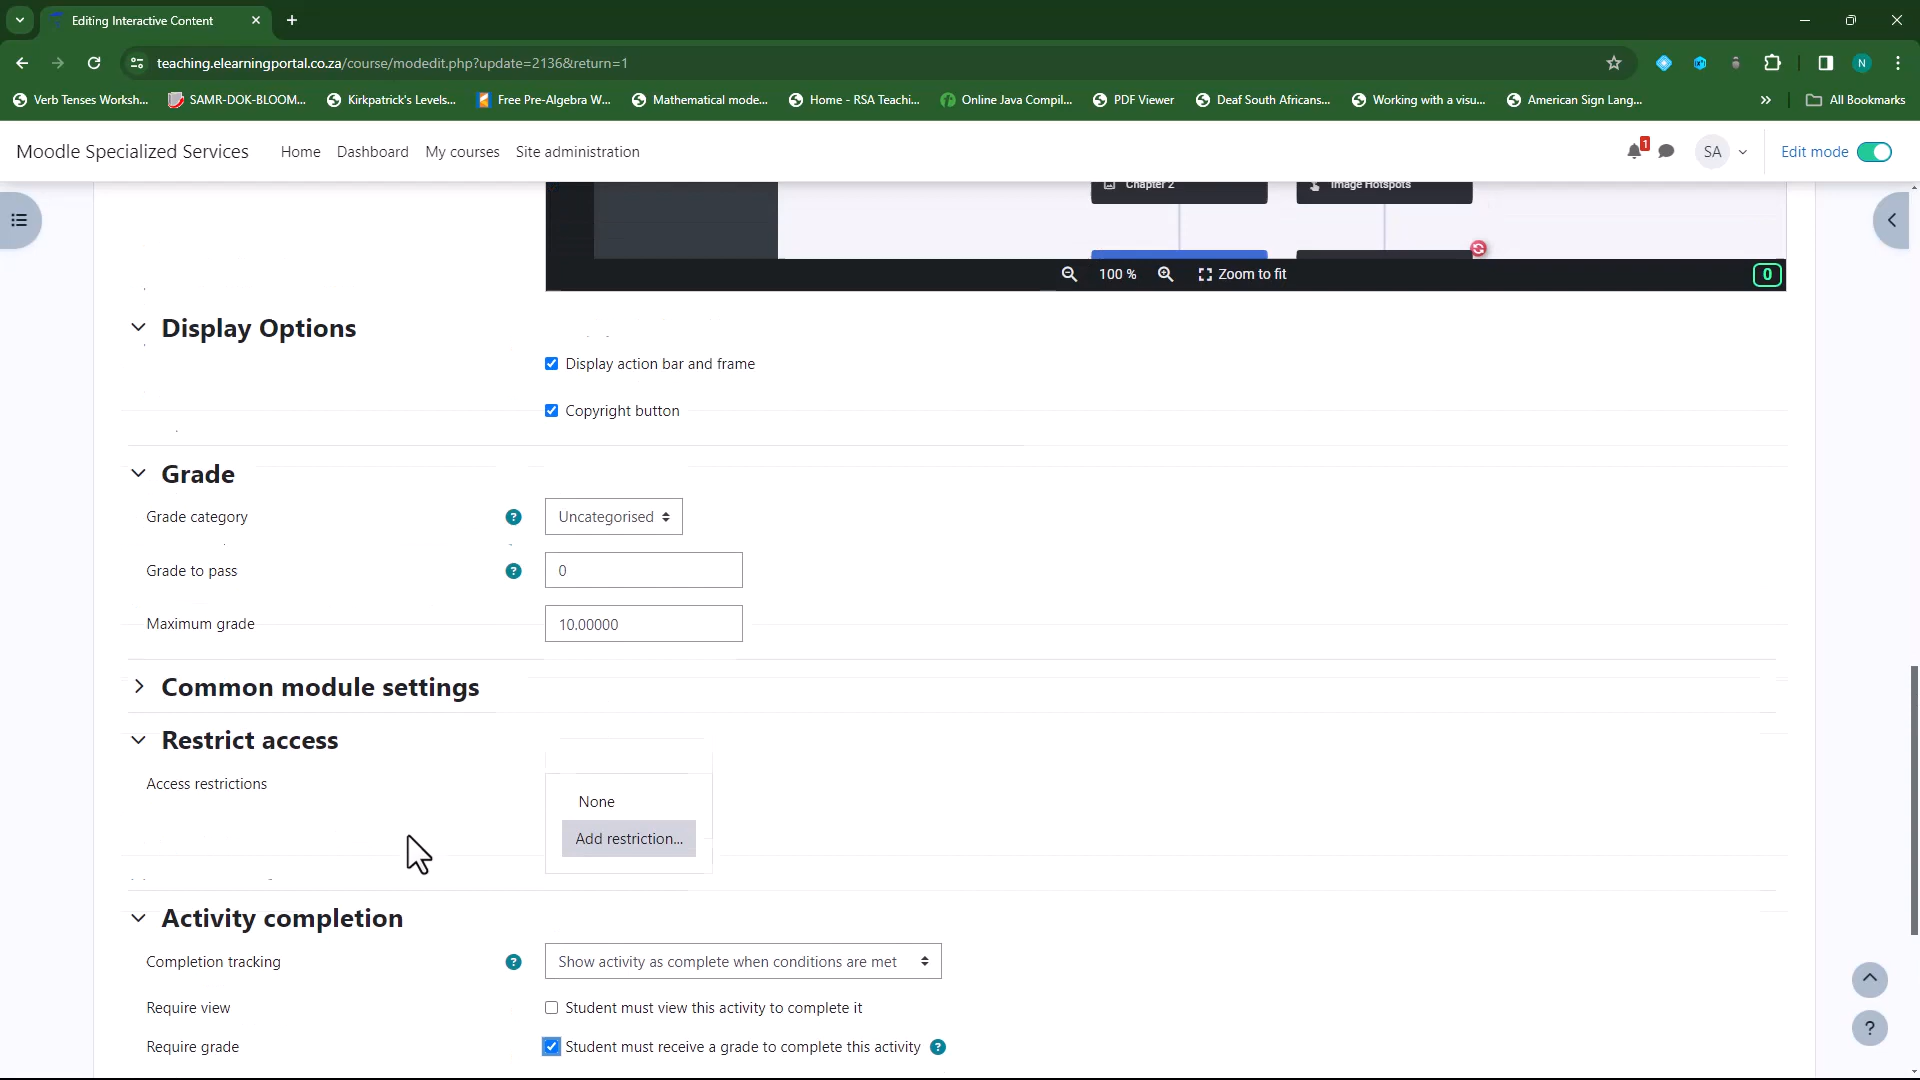 Editing Interactive Content
teaching.elearningportal.co.za/course/modedit.php?update=2136&return=1
N
Verb Tenses Worksh...
SAMR-DOK-BLOOM...
Kirkpatrick's Levels...
Free Pre-Algebra W...
Mathematical mode...
Home - RSA Teachi...
Online Java Compil...
PDF Viewer
Deaf South Africans...
Working with a visu...
American Sign Lang...
All Bookmarks
Moodle Specialized Services
Home
Dashboard
My courses
Site administration
1
SA
Edit mode
Chapter 2
Image Hotspots
100 %
Zoom to fit
0
Display Options
Display action bar and frame
Copyright button
Grade
Grade category
?
Uncategorised
Grade to pass
?
0
Maximum grade
10.00000
Common module settings
Restrict access
Access restrictions
None
Add restriction...
Activity completion
Completion tracking
?
Show activity as complete when conditions are met
Require view
Student must view this activity to complete it
?
Require grade
Student must receive a grade to complete this activity
?